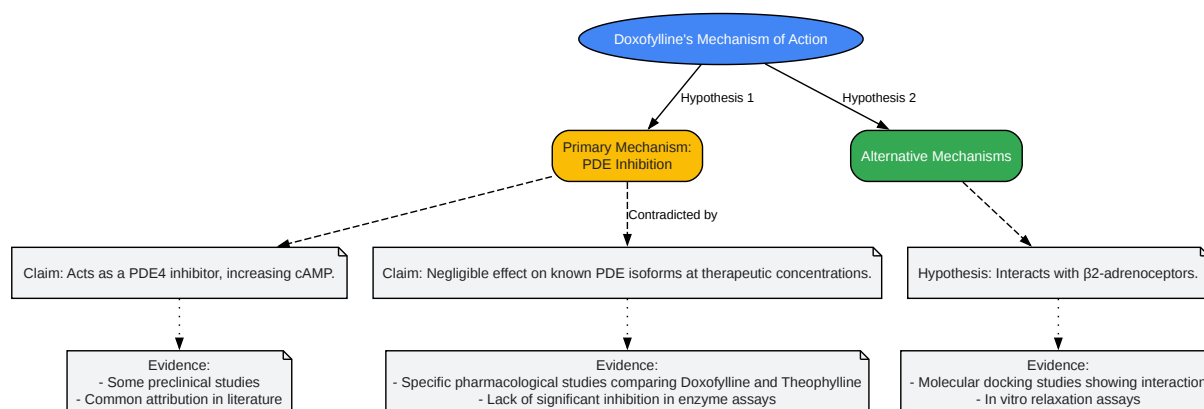 Doxofylline's Mechanism of Action
Hypothesis 1
Hypothesis 2
Primary Mechanism:
PDE Inhibition
Alternative Mechanisms
Contradicted by
Claim: Acts as a PDE4 inhibitor, increasing cAMP.
Claim: Negligible effect on known PDE isoforms at therapeutic concentrations.
Hypothesis: Interacts with β2-adrenoceptors.
Evidence:
- Some preclinical studies
- Common attribution in literature
Evidence:
- Specific pharmacological studies comparing Doxofylline and Theophylline
- Lack of significant inhibition in enzyme assays
Evidence:
- Molecular docking studies showing interaction
- In vitro relaxation assays